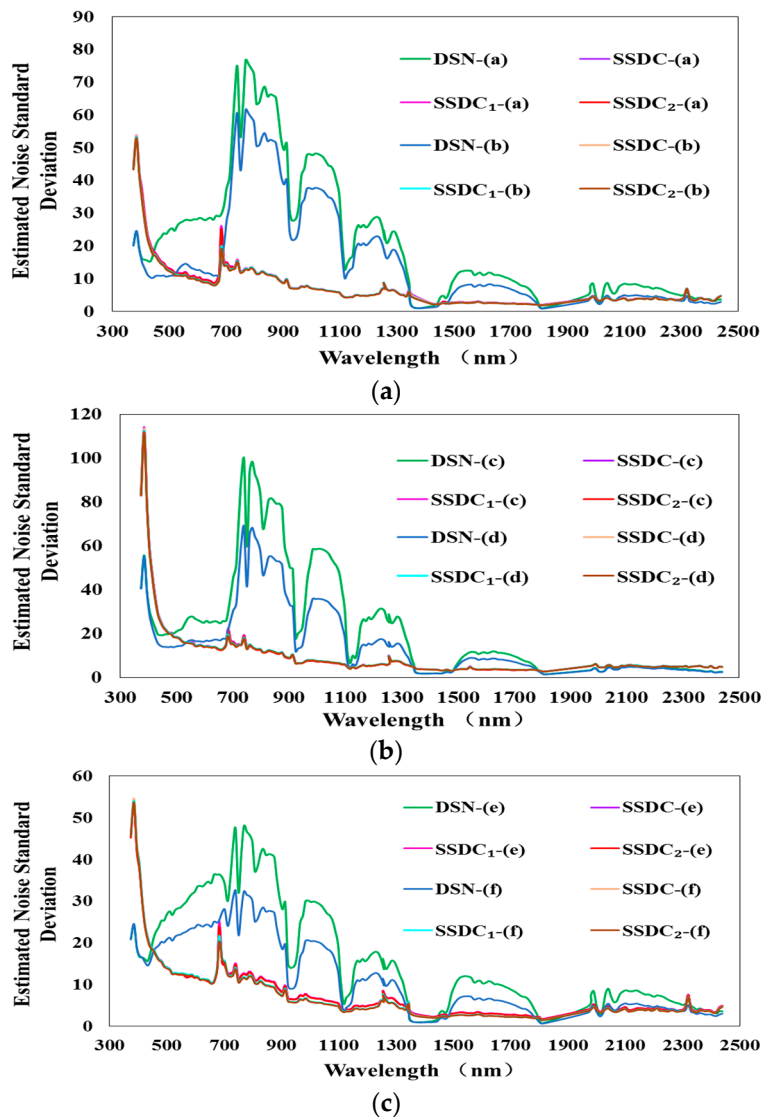 90
80
70
60
50
40
30
20
10
0
Estimated Noise Standard
Deviation
DSN-(a) SSDC-(a)
SSDC₁-(a) SSDC₂-(a)
DSN-(b) SSDC-(b)
SSDC₁-(b) SSDC₂-(b)
300 500 700 900 1100 1300 1500 1700 1900 2100 2300 2500
Wavelength （nm）
(a)
120
100
80
60
40
20
0
Estimated Noise Standard
Deviation
DSN-(c) SSDC-(c)
SSDC₁-(c) SSDC₂-(c)
DSN-(d) SSDC-(d)
SSDC₁-(d) SSDC₂-(d)
300 500 700 900 1100 1300 1500 1700 1900 2100 2300 2500
Wavelength （nm）
(b)
60
50
40
30
20
10
0
Estimated Noise Standard
Deviation
DSN-(e) SSDC-(e)
SSDC₁-(e) SSDC₂-(e)
DSN-(f) SSDC-(f)
SSDC₁-(f) SSDC₂-(f)
300 500 700 900 1100 1300 1500 1700 1900 2100 2300 2500
Wavelength （nm）
(c)